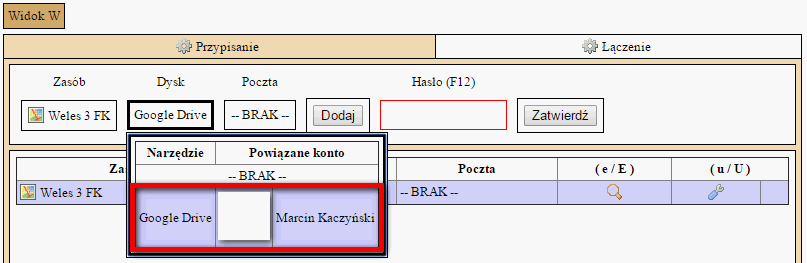 Widok W
Przypisanie
Łączenie
Zasób Dysk Poczta Hasło (F12)
Weles 3 FK Google Drive -- BRAK -- Dodaj Zatwierdź
Narzędzie Powiązane konto
-- BRAK --
Google Drive Marcin Kaczyński
Za Poczta ( e / E ) ( u / U )
Weles 3 FK -- BRAK --